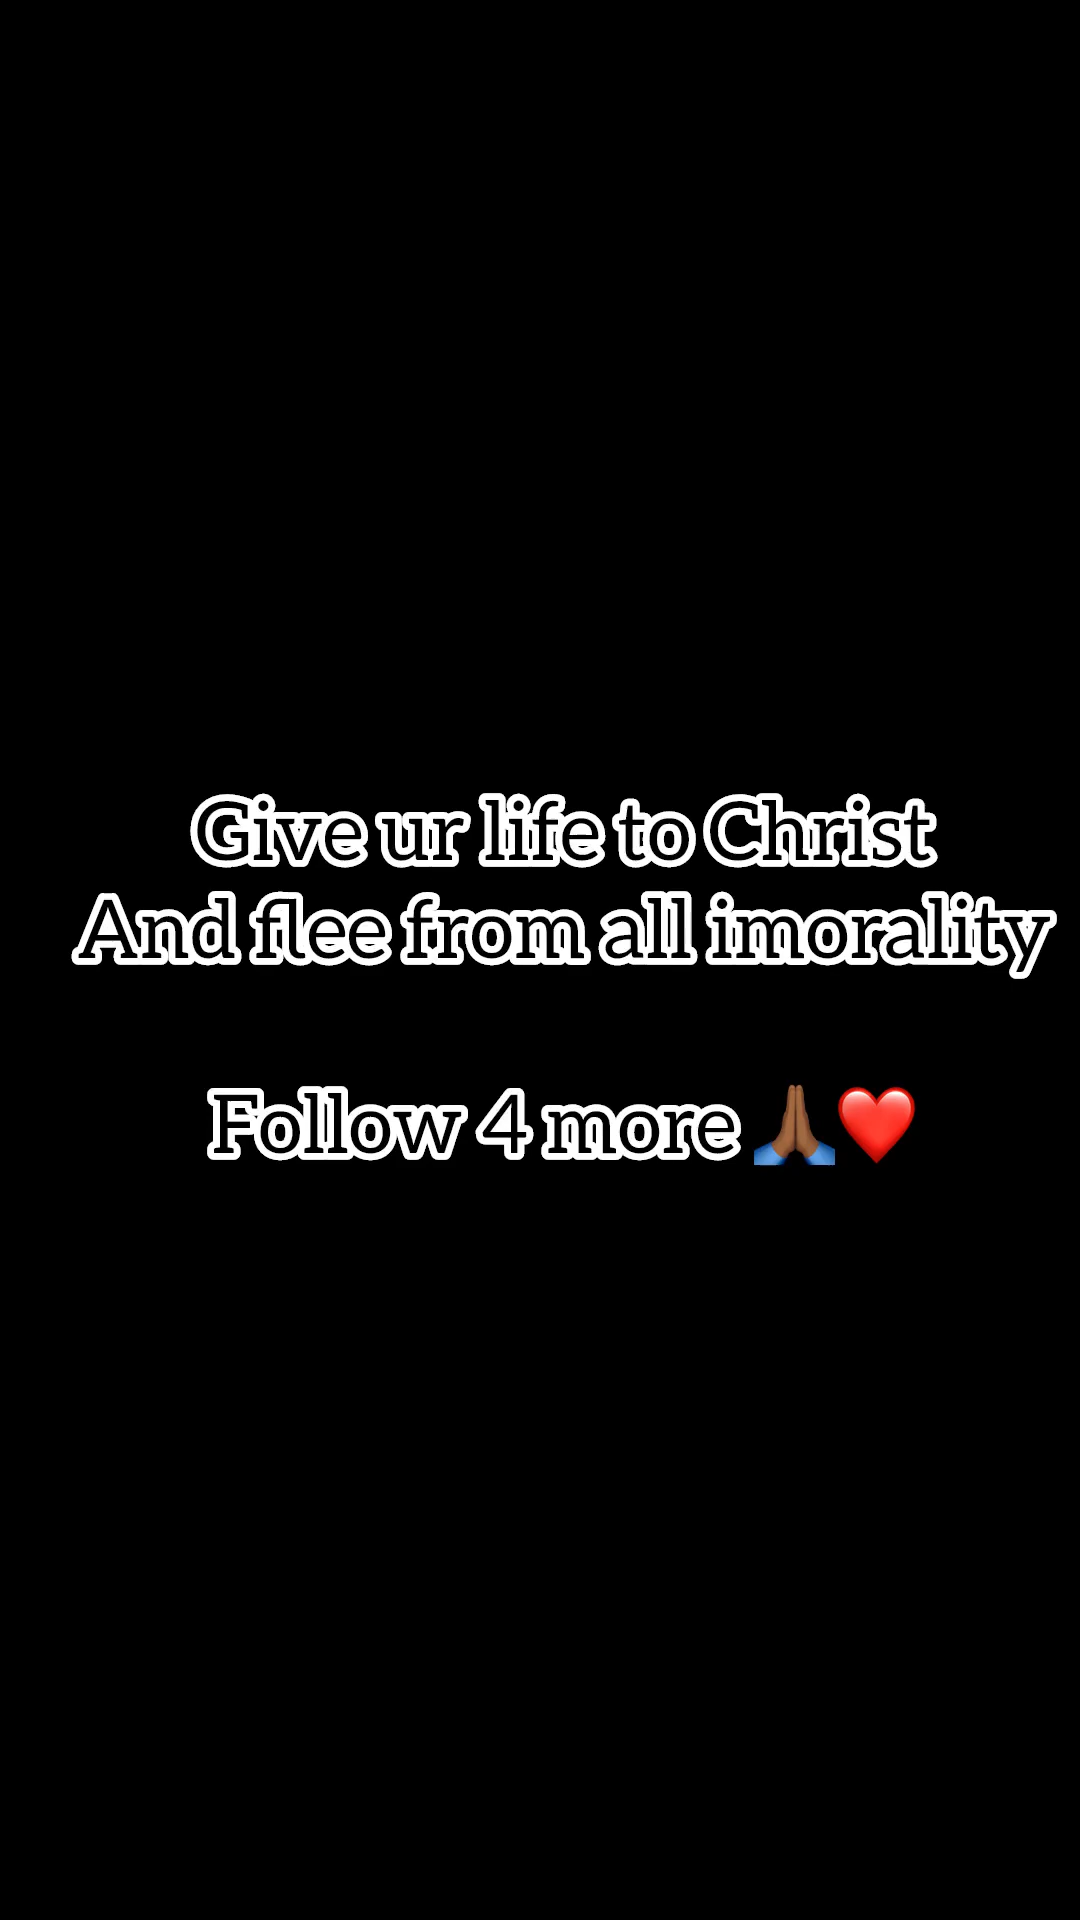 Give ur life to Christ
And flee from all imorality
Follow 4 more 🙏🏾❤️